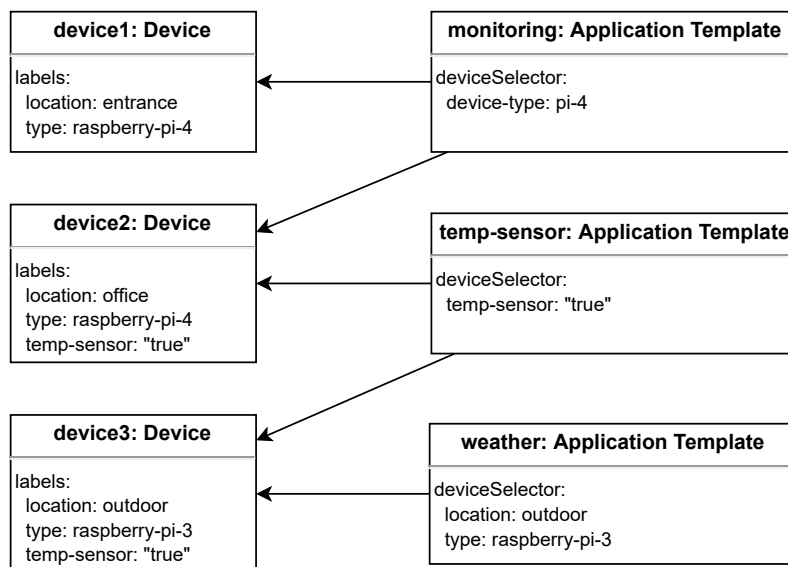 device1: Device
labels:
location: entrance
type: raspberry-pi-4
monitoring: Application Template
deviceSelector:
device-type: pi-4
device2: Device
labels:
location: office
type: raspberry-pi-4
temp-sensor: "true"
temp-sensor: Application Template
deviceSelector:
temp-sensor: "true"
device3: Device
labels:
location: outdoor
type: raspberry-pi-3
temp-sensor: "true"
weather: Application Template
deviceSelector:
location: outdoor
type: raspberry-pi-3